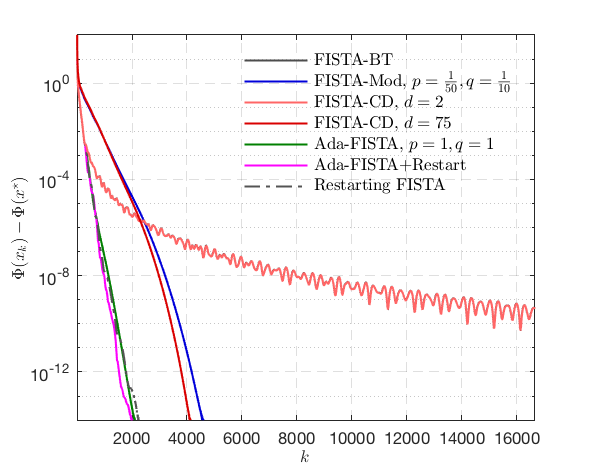 FISTA-BT
FISTA-Mod, p = 1/50, q = 1/10
FISTA-CD, d = 2
FISTA-CD, d = 75
Ada-FISTA, p = 1, q = 1
Ada-FISTA+Restart
Restarting FISTA
10^0
10^-4
10^-8
10^-12
Φ(x_k) − Φ(x*)
2000 4000 6000 8000 10000 12000 14000 16000
k